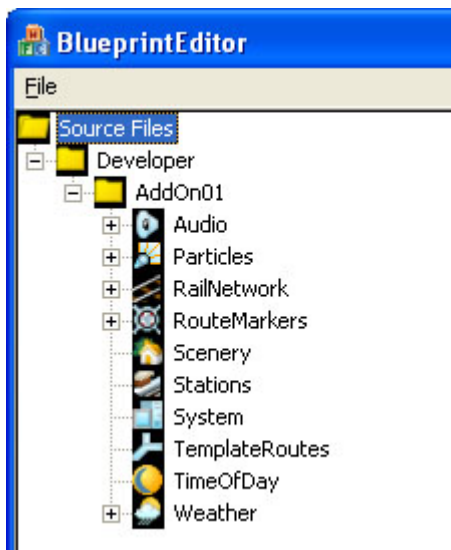 BlueprintEditor
File
Source Files
Developer
AddOn01
Audio
Particles
RailNetwork
RouteMarkers
Scenery
Stations
System
TemplateRoutes
TimeOfDay
Weather